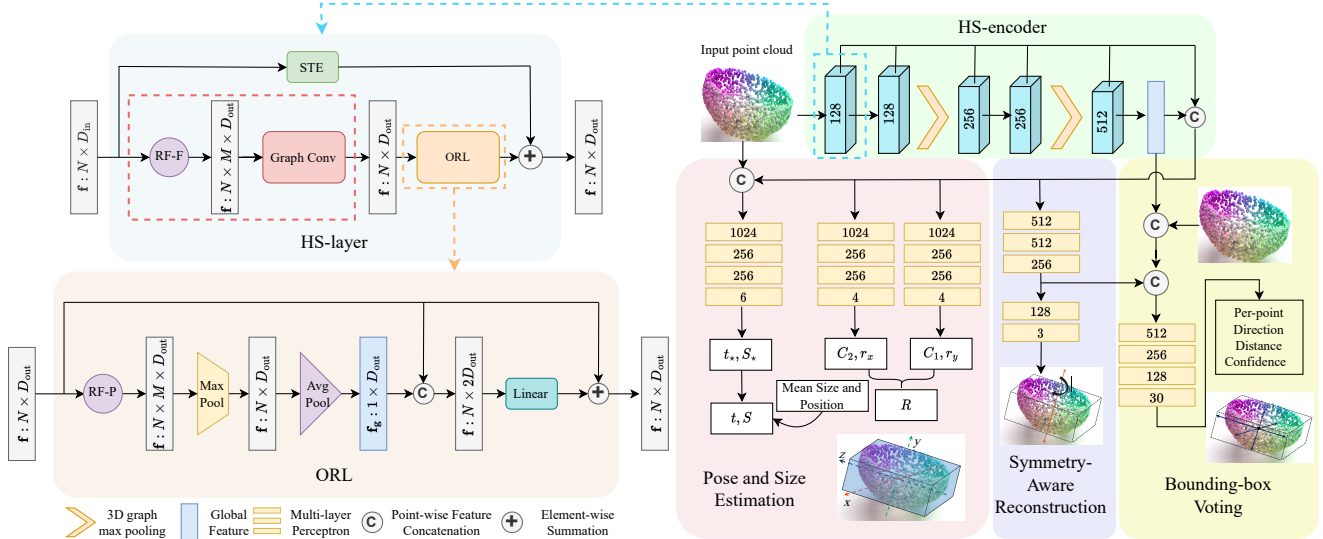 STE
f : N × D_in
RF-F
f : N × M × D_out
Graph Conv
f : N × D_out
ORL
f : N × D_out
HS-layer
f : N × D_out
RF-P
f : N × M × D_out
Max
Pool
f : N × D_out
Avg
Pool
f_g : 1 × D_out
C
f : N × 2D_out
Linear
f : N × D_out
ORL
3D graph
max pooling
Global
Feature
Multi-layer
Perceptron
C
Point-wise Feature
Concatenation
Element-wise
Summation
HS-encoder
Input point cloud
128
128
256
256
512
C
C
1024
256
256
6
t⋆, S⋆
t, S
1024
256
256
4
C₂, rₓ
1024
256
256
4
C₁, r_y
Mean Size and
Position
R
y
z
x
Pose and Size
Estimation
512
512
256
128
3
Symmetry-
Aware
Reconstruction
C
C
512
256
128
30
Per-point
Direction
Distance
Confidence
Bounding-box
Voting